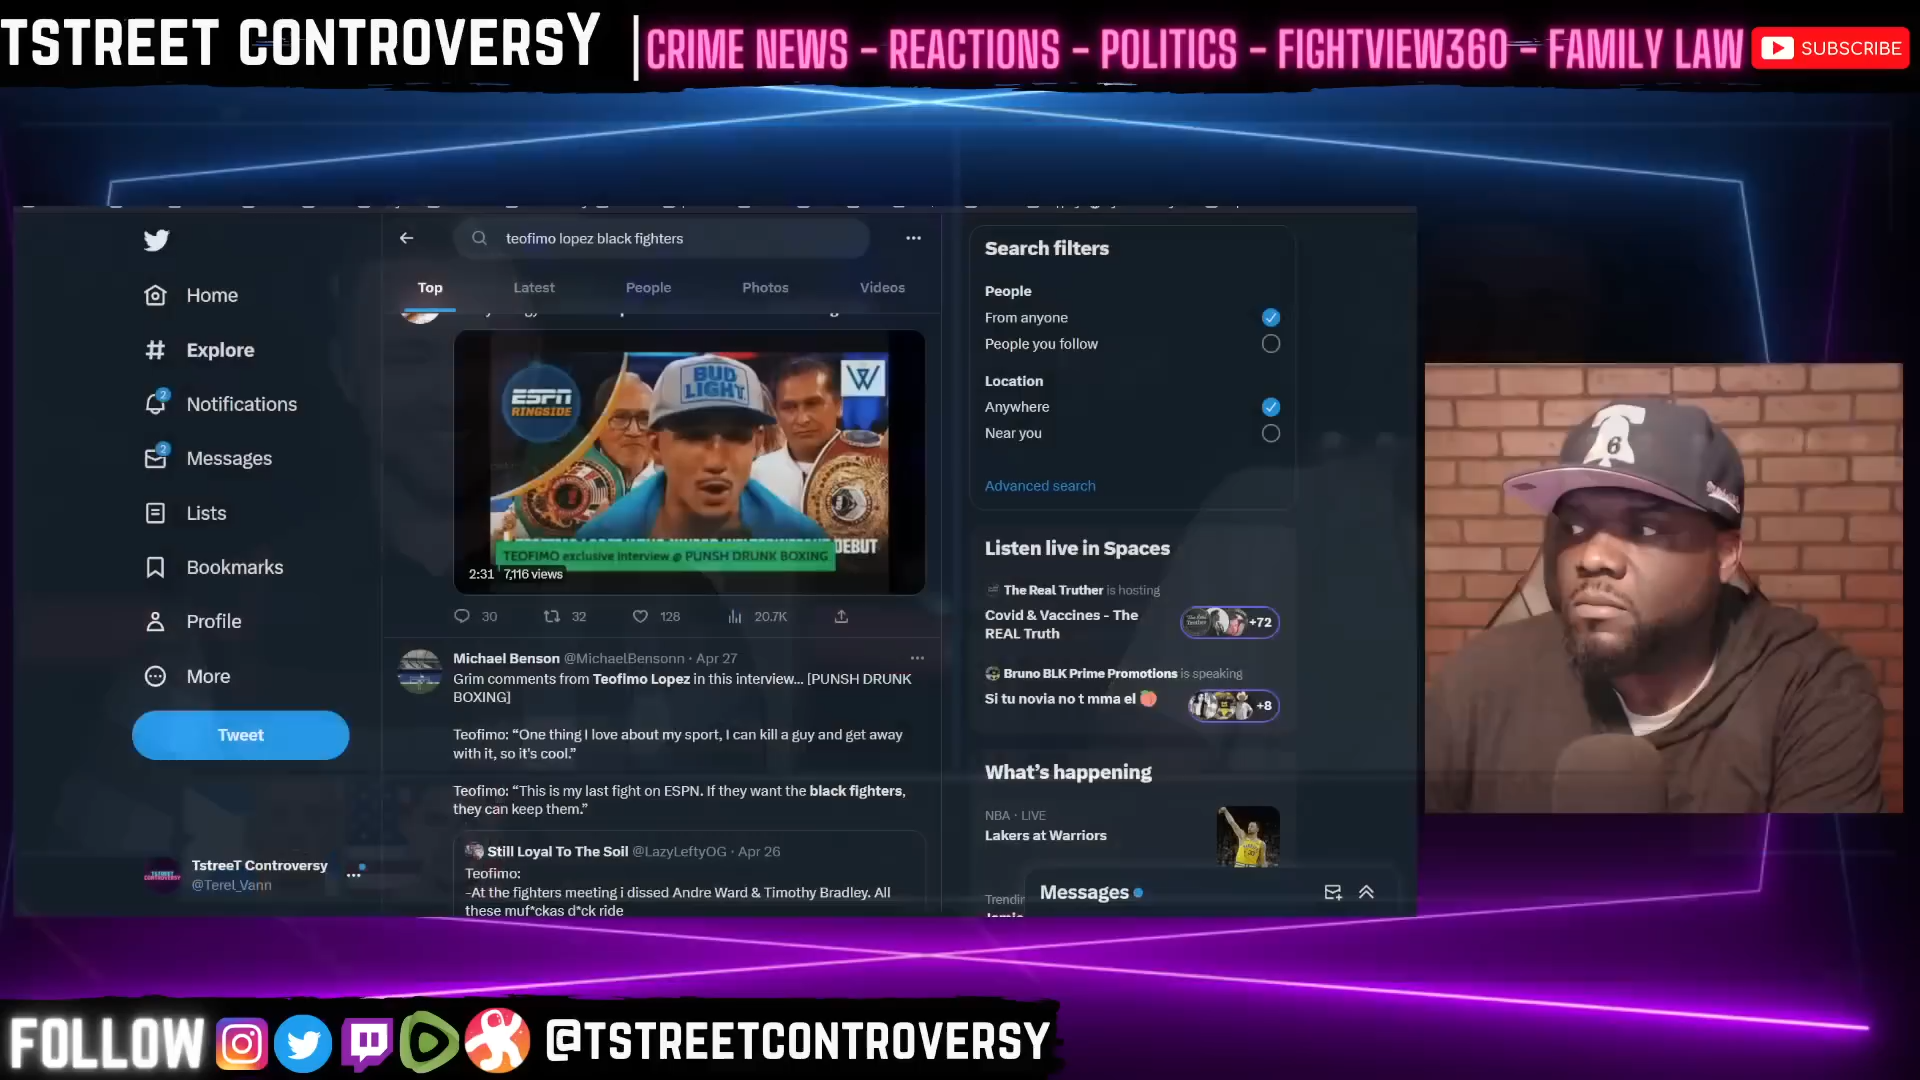 TSTREET CONTROVERSY
CRIME NEWS - REACTIONS - POLITICS - FIGHTVIEW360 - FAMILY LAW
SUBSCRIBE
teofimo lopez black fighters
Top
Latest
People
Photos
Videos
Home
Explore
2
Notifications
2
Messages
Lists
Bookmarks
Profile
More
Tweet
TstreeT Controversy
@Terel_Vann
ESPN
RINGSIDE
BUD
LIGHT
W
DEBUT
TEOFIMO exclusive interview @ PUNSH DRUNK BOXING
2:31 7,116 views
30
32
128
20.7K
Michael Benson @MichaelBensonn · Apr 27
Grim comments from Teofimo Lopez in this interview... [PUNSH DRUNK
BOXING]
Teofimo: “One thing I love about my sport, I can kill a guy and get away
with it, so it's cool.”
Teofimo: “This is my last fight on ESPN. If they want the black fighters,
they can keep them.”
Still Loyal To The Soil @LazyLeftyOG · Apr 26
Teofimo:
-At the fighters meeting i dissed Andre Ward & Timothy Bradley. All
these muf*ckas d*ck ride
Search filters
People
From anyone
People you follow
Location
Anywhere
Near you
Advanced search
Listen live in Spaces
The Real Truther is hosting
Covid & Vaccines - The
REAL Truth
+72
Bruno BLK Prime Promotions is speaking
Si tu novia no t mma el 🍑
+8
What’s happening
NBA · LIVE
Lakers at Warriors
Messages
6
FOLLOW
@TSTREETCONTROVERSY